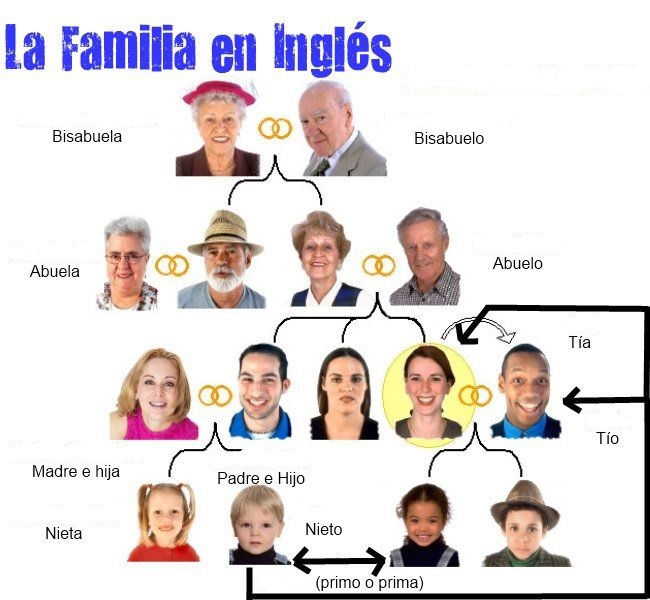 La Familia en Inglés
Bisabuela
Bisabuelo
Abuela
Abuelo
Tía
Tío
Madre e hija
Padre e Hijo
Nieta
Nieto
(primo o prima)